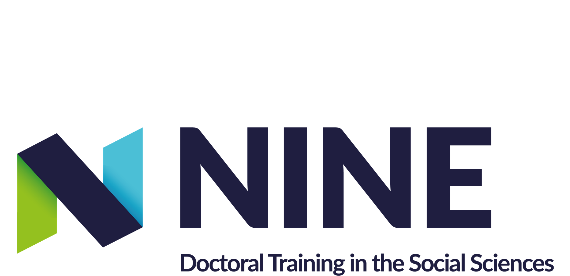 NINE
Doctoral Training in the Social Sciences